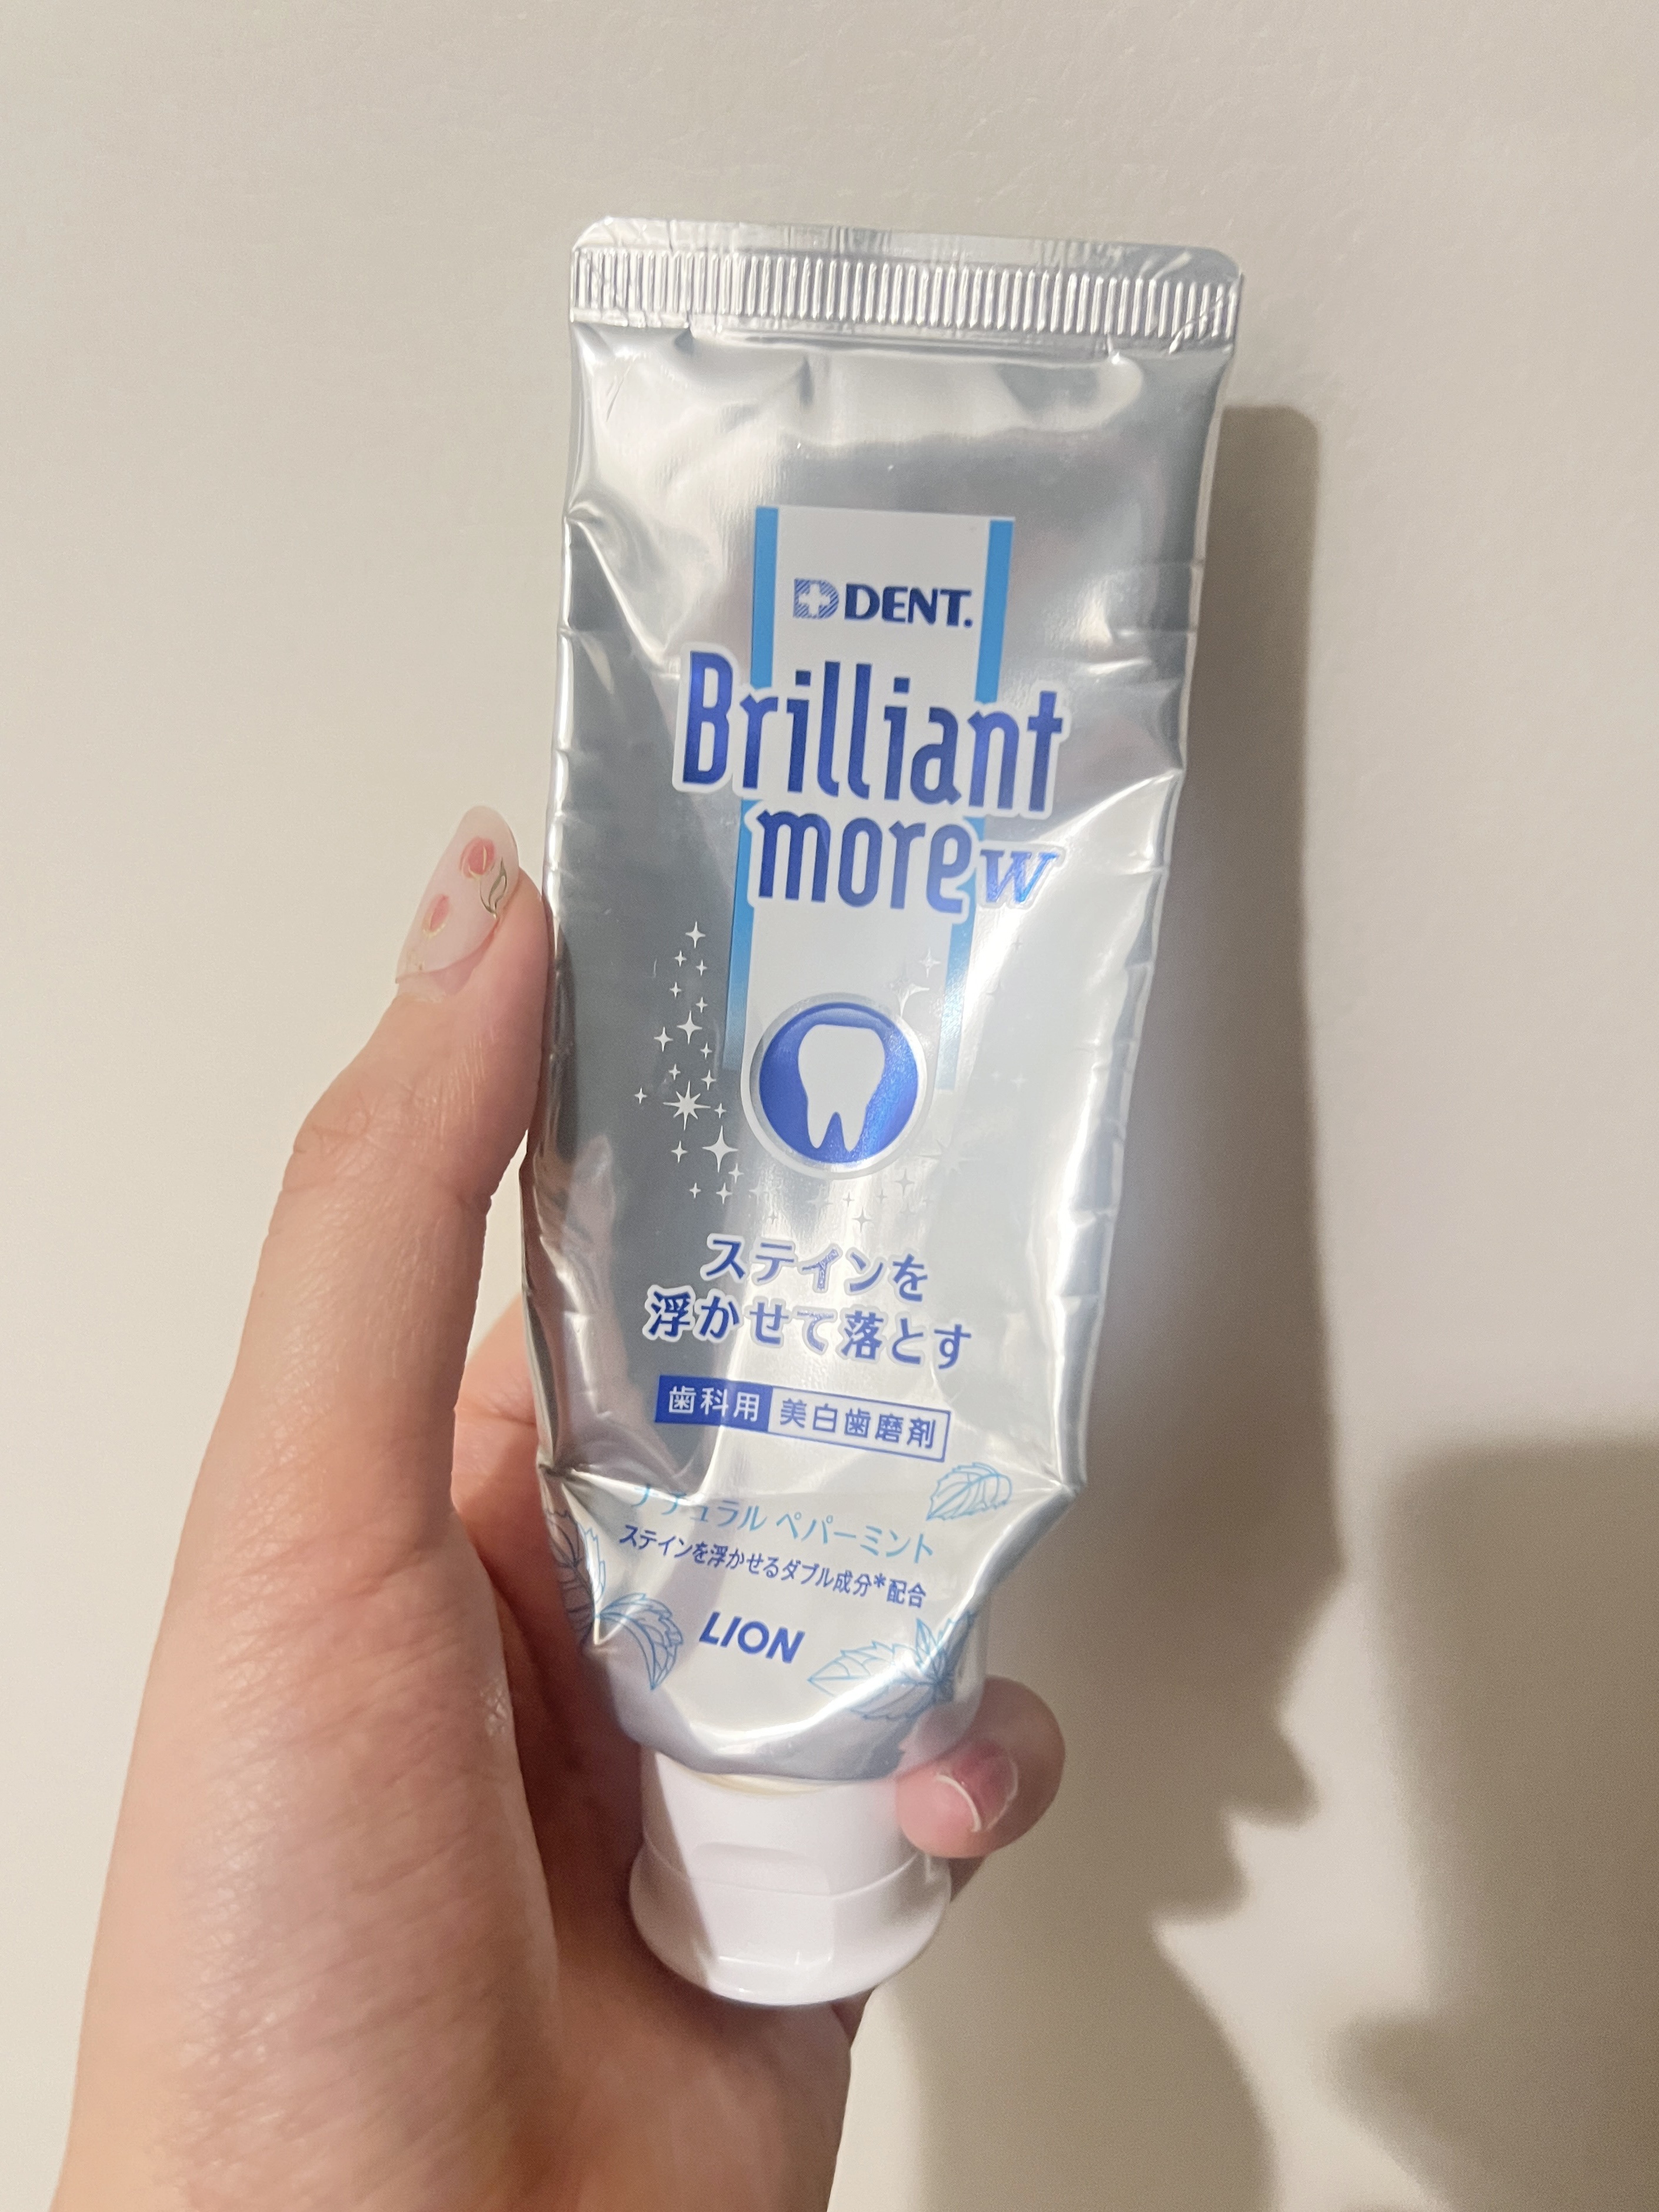 DENT.
Brilliant
more w
ステインを
浮かせて落とす
歯科用 美白歯磨剤
ナチュラル ペパーミント
ステインを浮かせるダブル成分*配合
LION